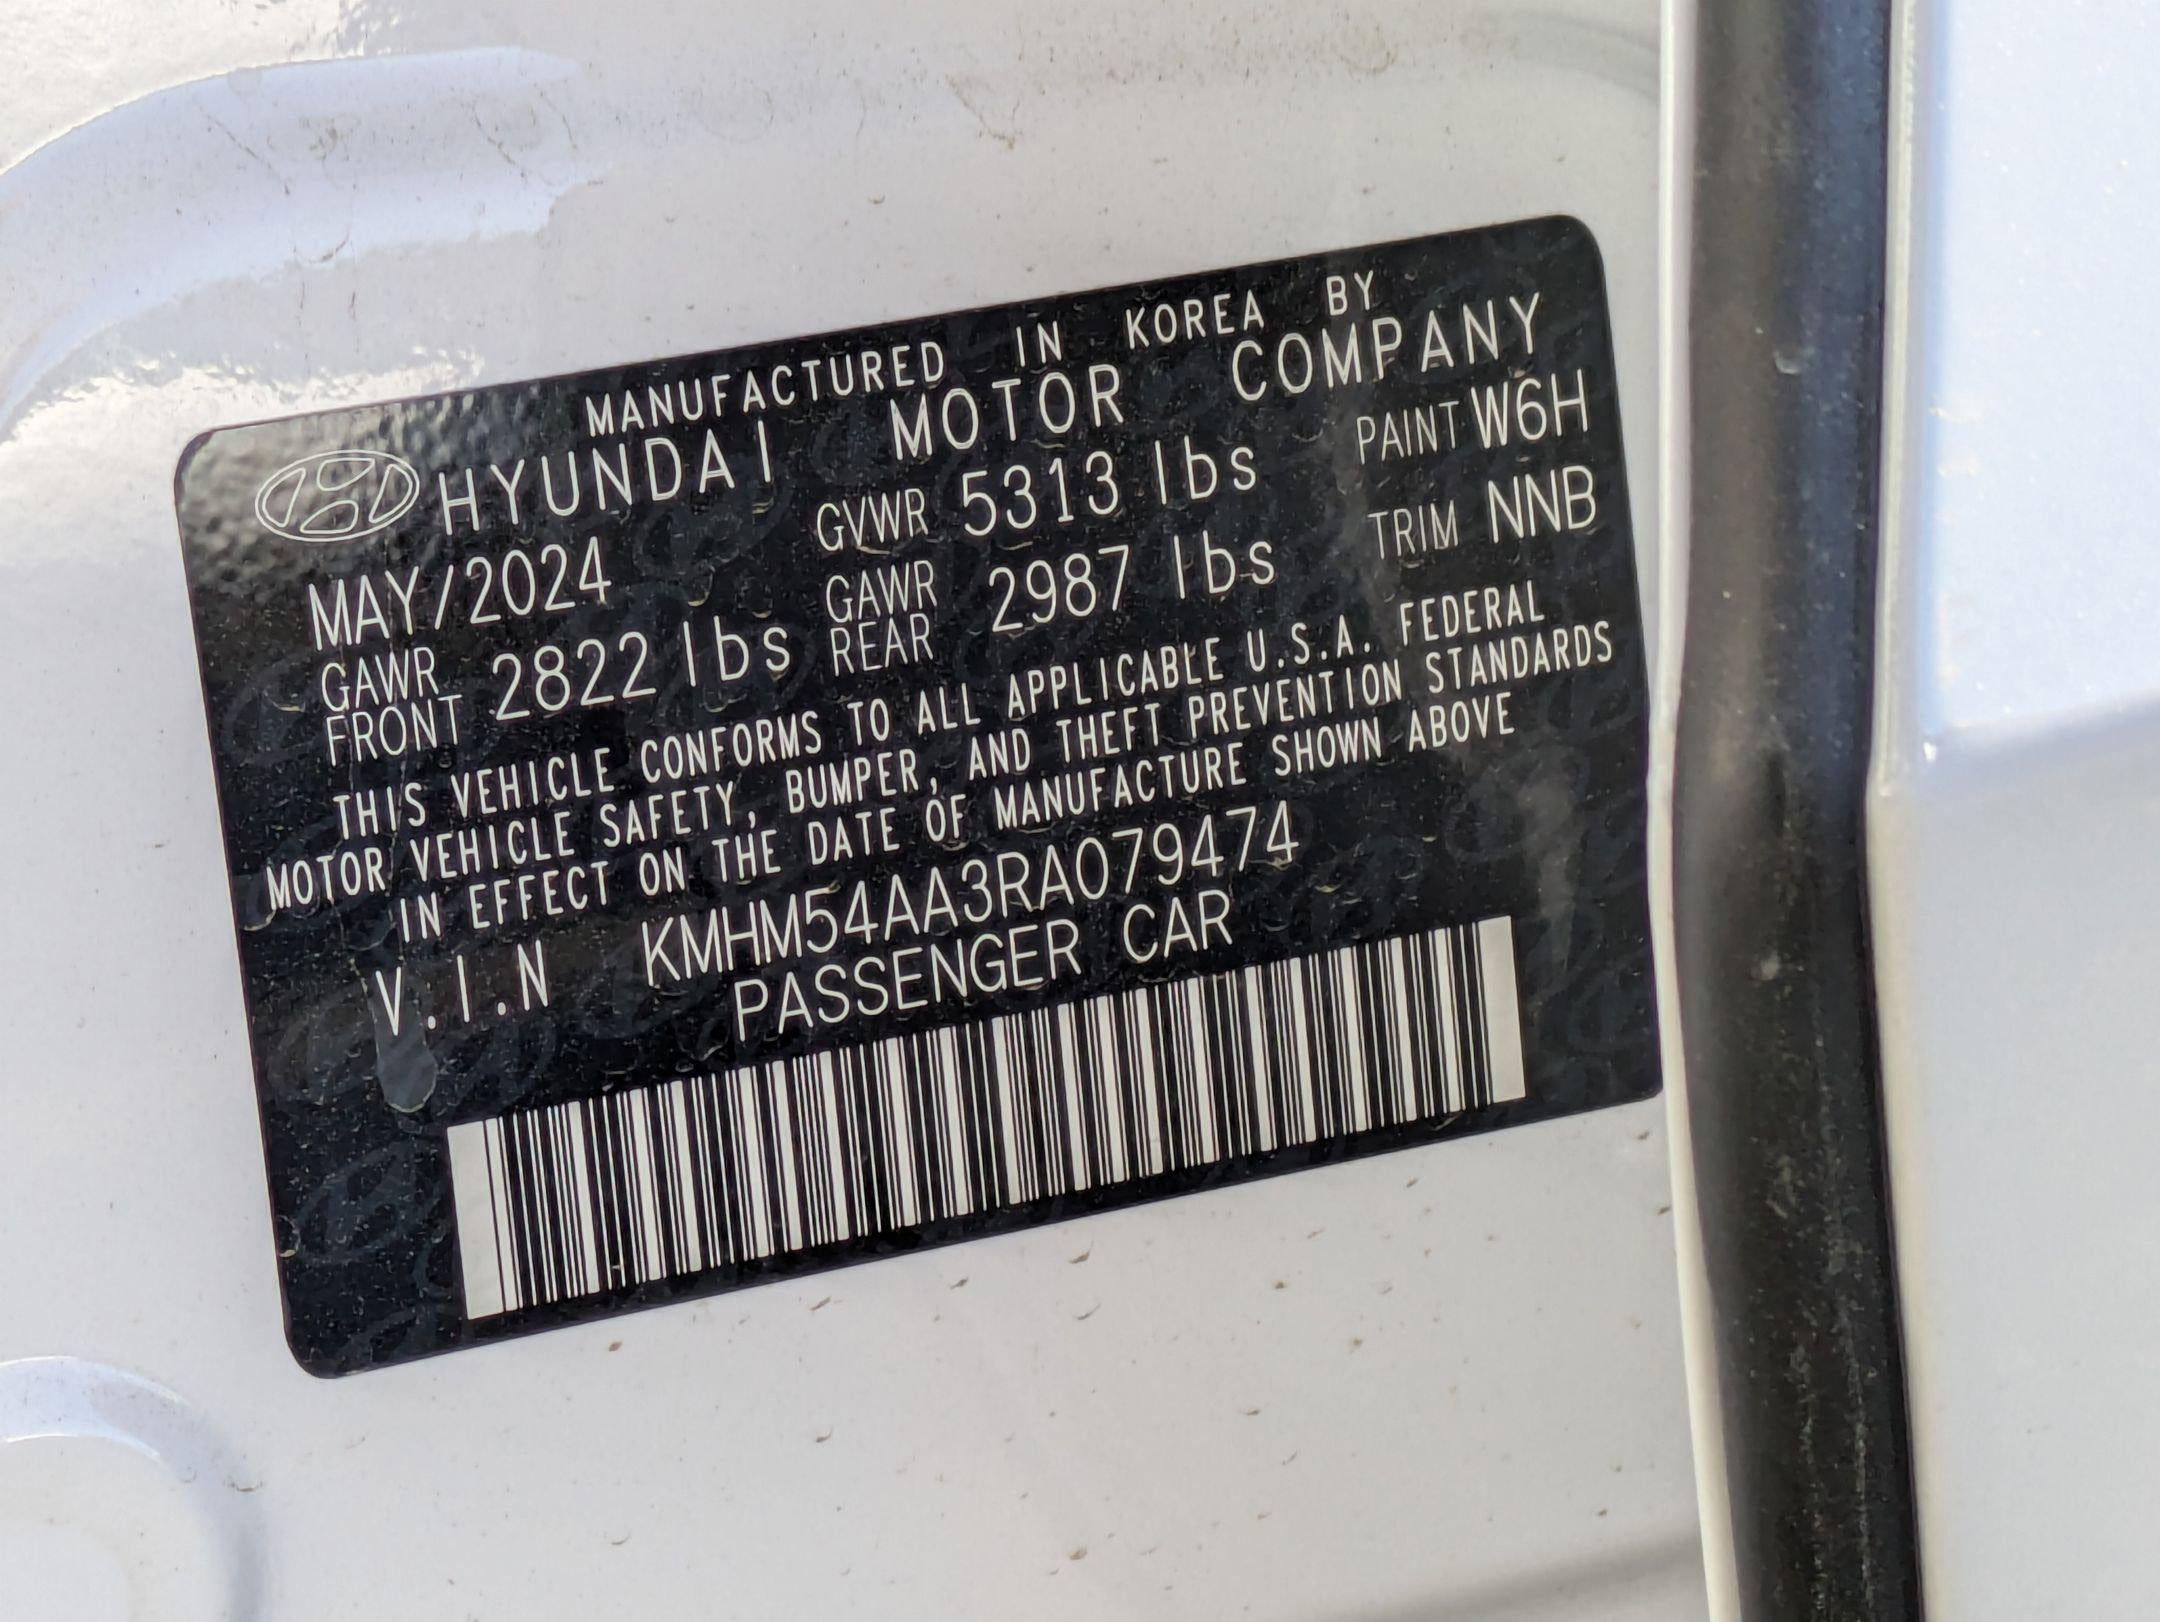 MANUFACTURED IN KOREA BY
HYUNDAI MOTOR COMPANY
MAY/2024 GVWR 5313 lbs PAINT W6H
GAWR FRONT 2822 lbs GAWR REAR 2987 lbs TRIM NNB
THIS VEHICLE CONFORMS TO ALL APPLICABLE U.S.A. FEDERAL
MOTOR VEHICLE SAFETY, BUMPER, AND THEFT PREVENTION STANDARDS
IN EFFECT ON THE DATE OF MANUFACTURE SHOWN ABOVE
V.I.N KMHM54AA3RA079474
PASSENGER CAR